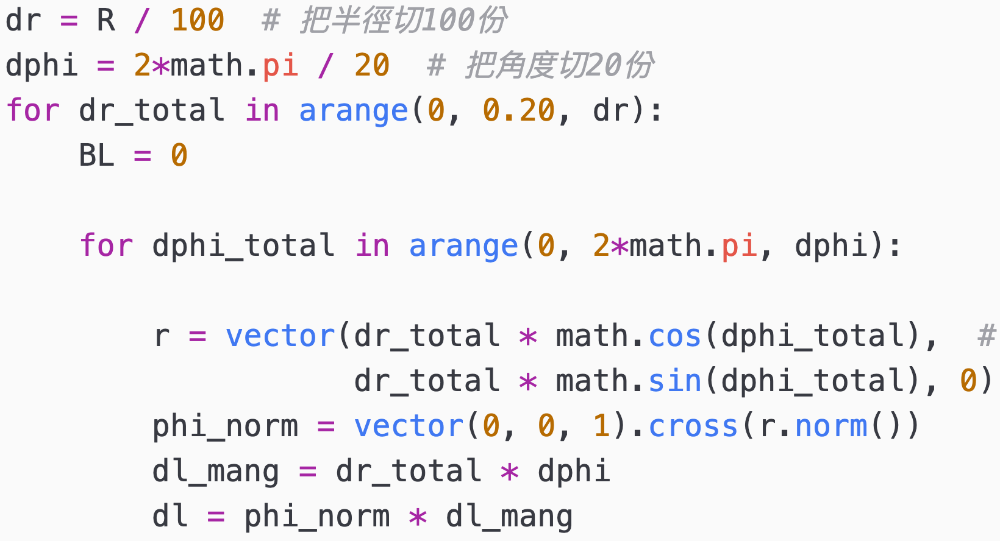 dr = R / 100  # 把半徑切100份
dphi = 2*math.pi / 20  # 把角度切20份
for dr_total in arange(0, 0.20, dr):
    BL = 0
    for dphi_total in arange(0, 2*math.pi, dphi):
        r = vector(dr_total * math.cos(dphi_total),  #
                   dr_total * math.sin(dphi_total), 0)
        phi_norm = vector(0, 0, 1).cross(r.norm())
        dl_mang = dr_total * dphi
        dl = phi_norm * dl_mang